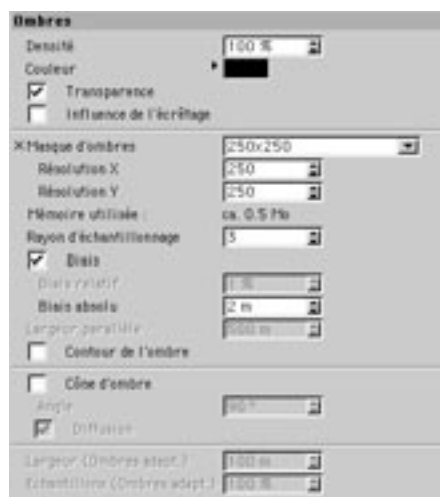 Ombres
Densité 100 %
Couleur
Transparence
Influence de l'écrêtage
Masque d'ombres 250x250
Résolution X 250
Résolution Y 250
Mémoire utilisée : ca. 0.5 Mo
Rayon d'échantillonnage 3
Biais
Biais relatif 1 %
Biais absolu 2 m
Largeur parallèle 500 m
Contour de l'ombre
Cône d'ombre
Angle 90 °
Diffusion
Largeur (Ombres adapt.) 100 m
Echantillons (Ombres adapt.) 100 %